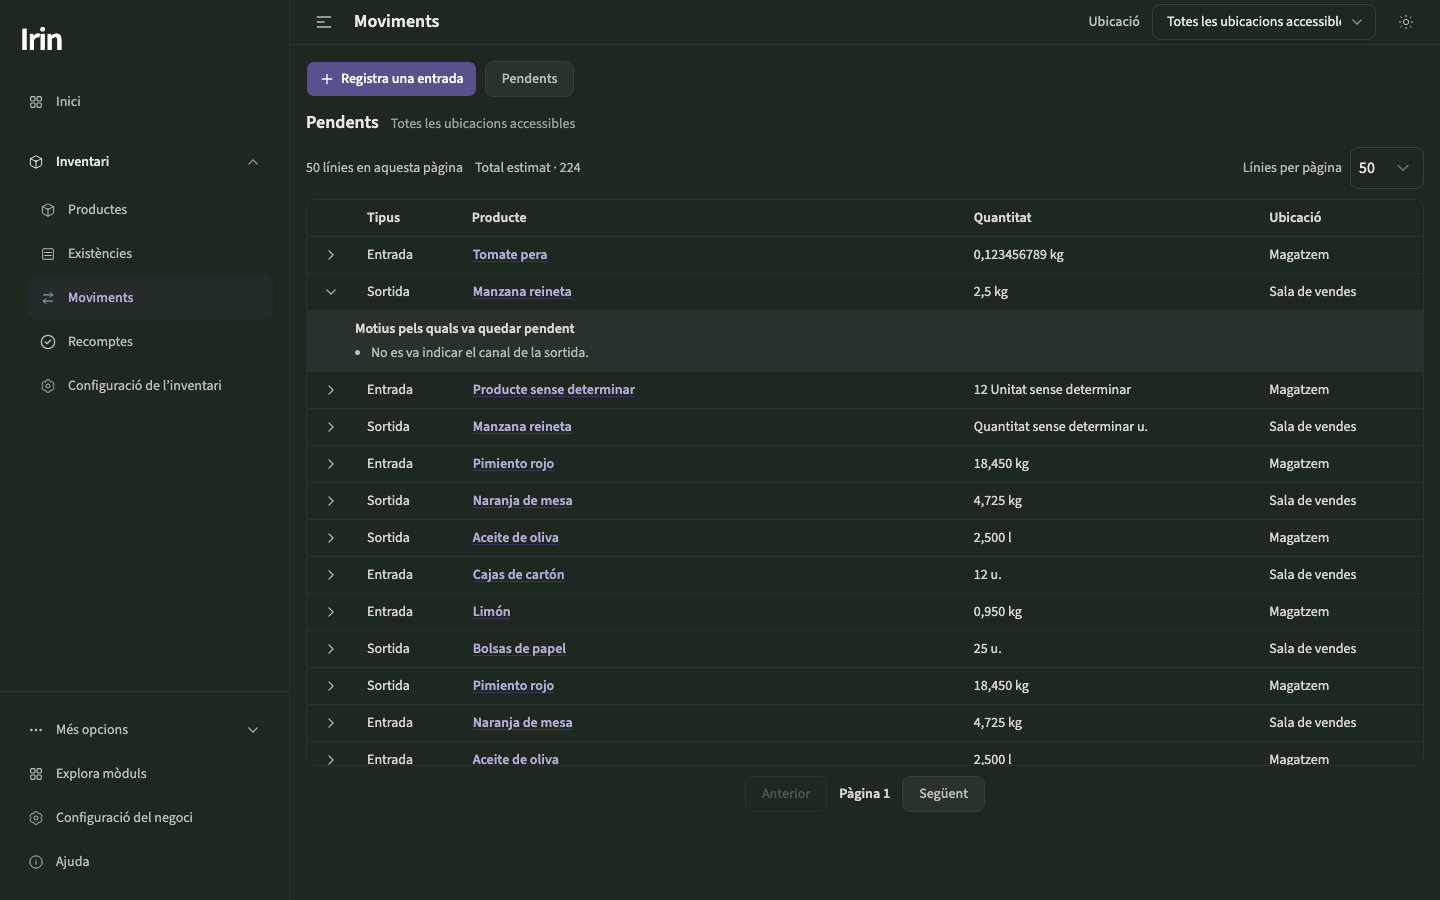 Irin
Inici
Inventari
Productes
Existències
Moviments
Recomptes
Configuració de l’inventari
Més opcions
Explora mòduls
Configuració del negoci
Ajuda
Moviments
Ubicació
Totes les ubicacions accessible
Registra una entrada
Pendents
Pendents Totes les ubicacions accessibles
50 línies en aquesta pàgina Total estimat · 224
Línies per pàgina 50
Tipus Producte Quantitat Ubicació
Entrada Tomate pera 0,123456789 kg Magatzem
Sortida Manzana reineta 2,5 kg Sala de vendes
Motius pels quals va quedar pendent
• No es va indicar el canal de la sortida.
Entrada Producte sense determinar 12 Unitat sense determinar Magatzem
Sortida Manzana reineta Quantitat sense determinar u. Sala de vendes
Entrada Pimiento rojo 18,450 kg Magatzem
Sortida Naranja de mesa 4,725 kg Sala de vendes
Sortida Aceite de oliva 2,500 l Magatzem
Entrada Cajas de cartón 12 u. Sala de vendes
Entrada Limón 0,950 kg Magatzem
Sortida Bolsas de papel 25 u. Sala de vendes
Sortida Pimiento rojo 18,450 kg Magatzem
Entrada Naranja de mesa 4,725 kg Sala de vendes
Entrada Aceite de oliva 2,500 l Magatzem
Anterior Pàgina 1 Següent